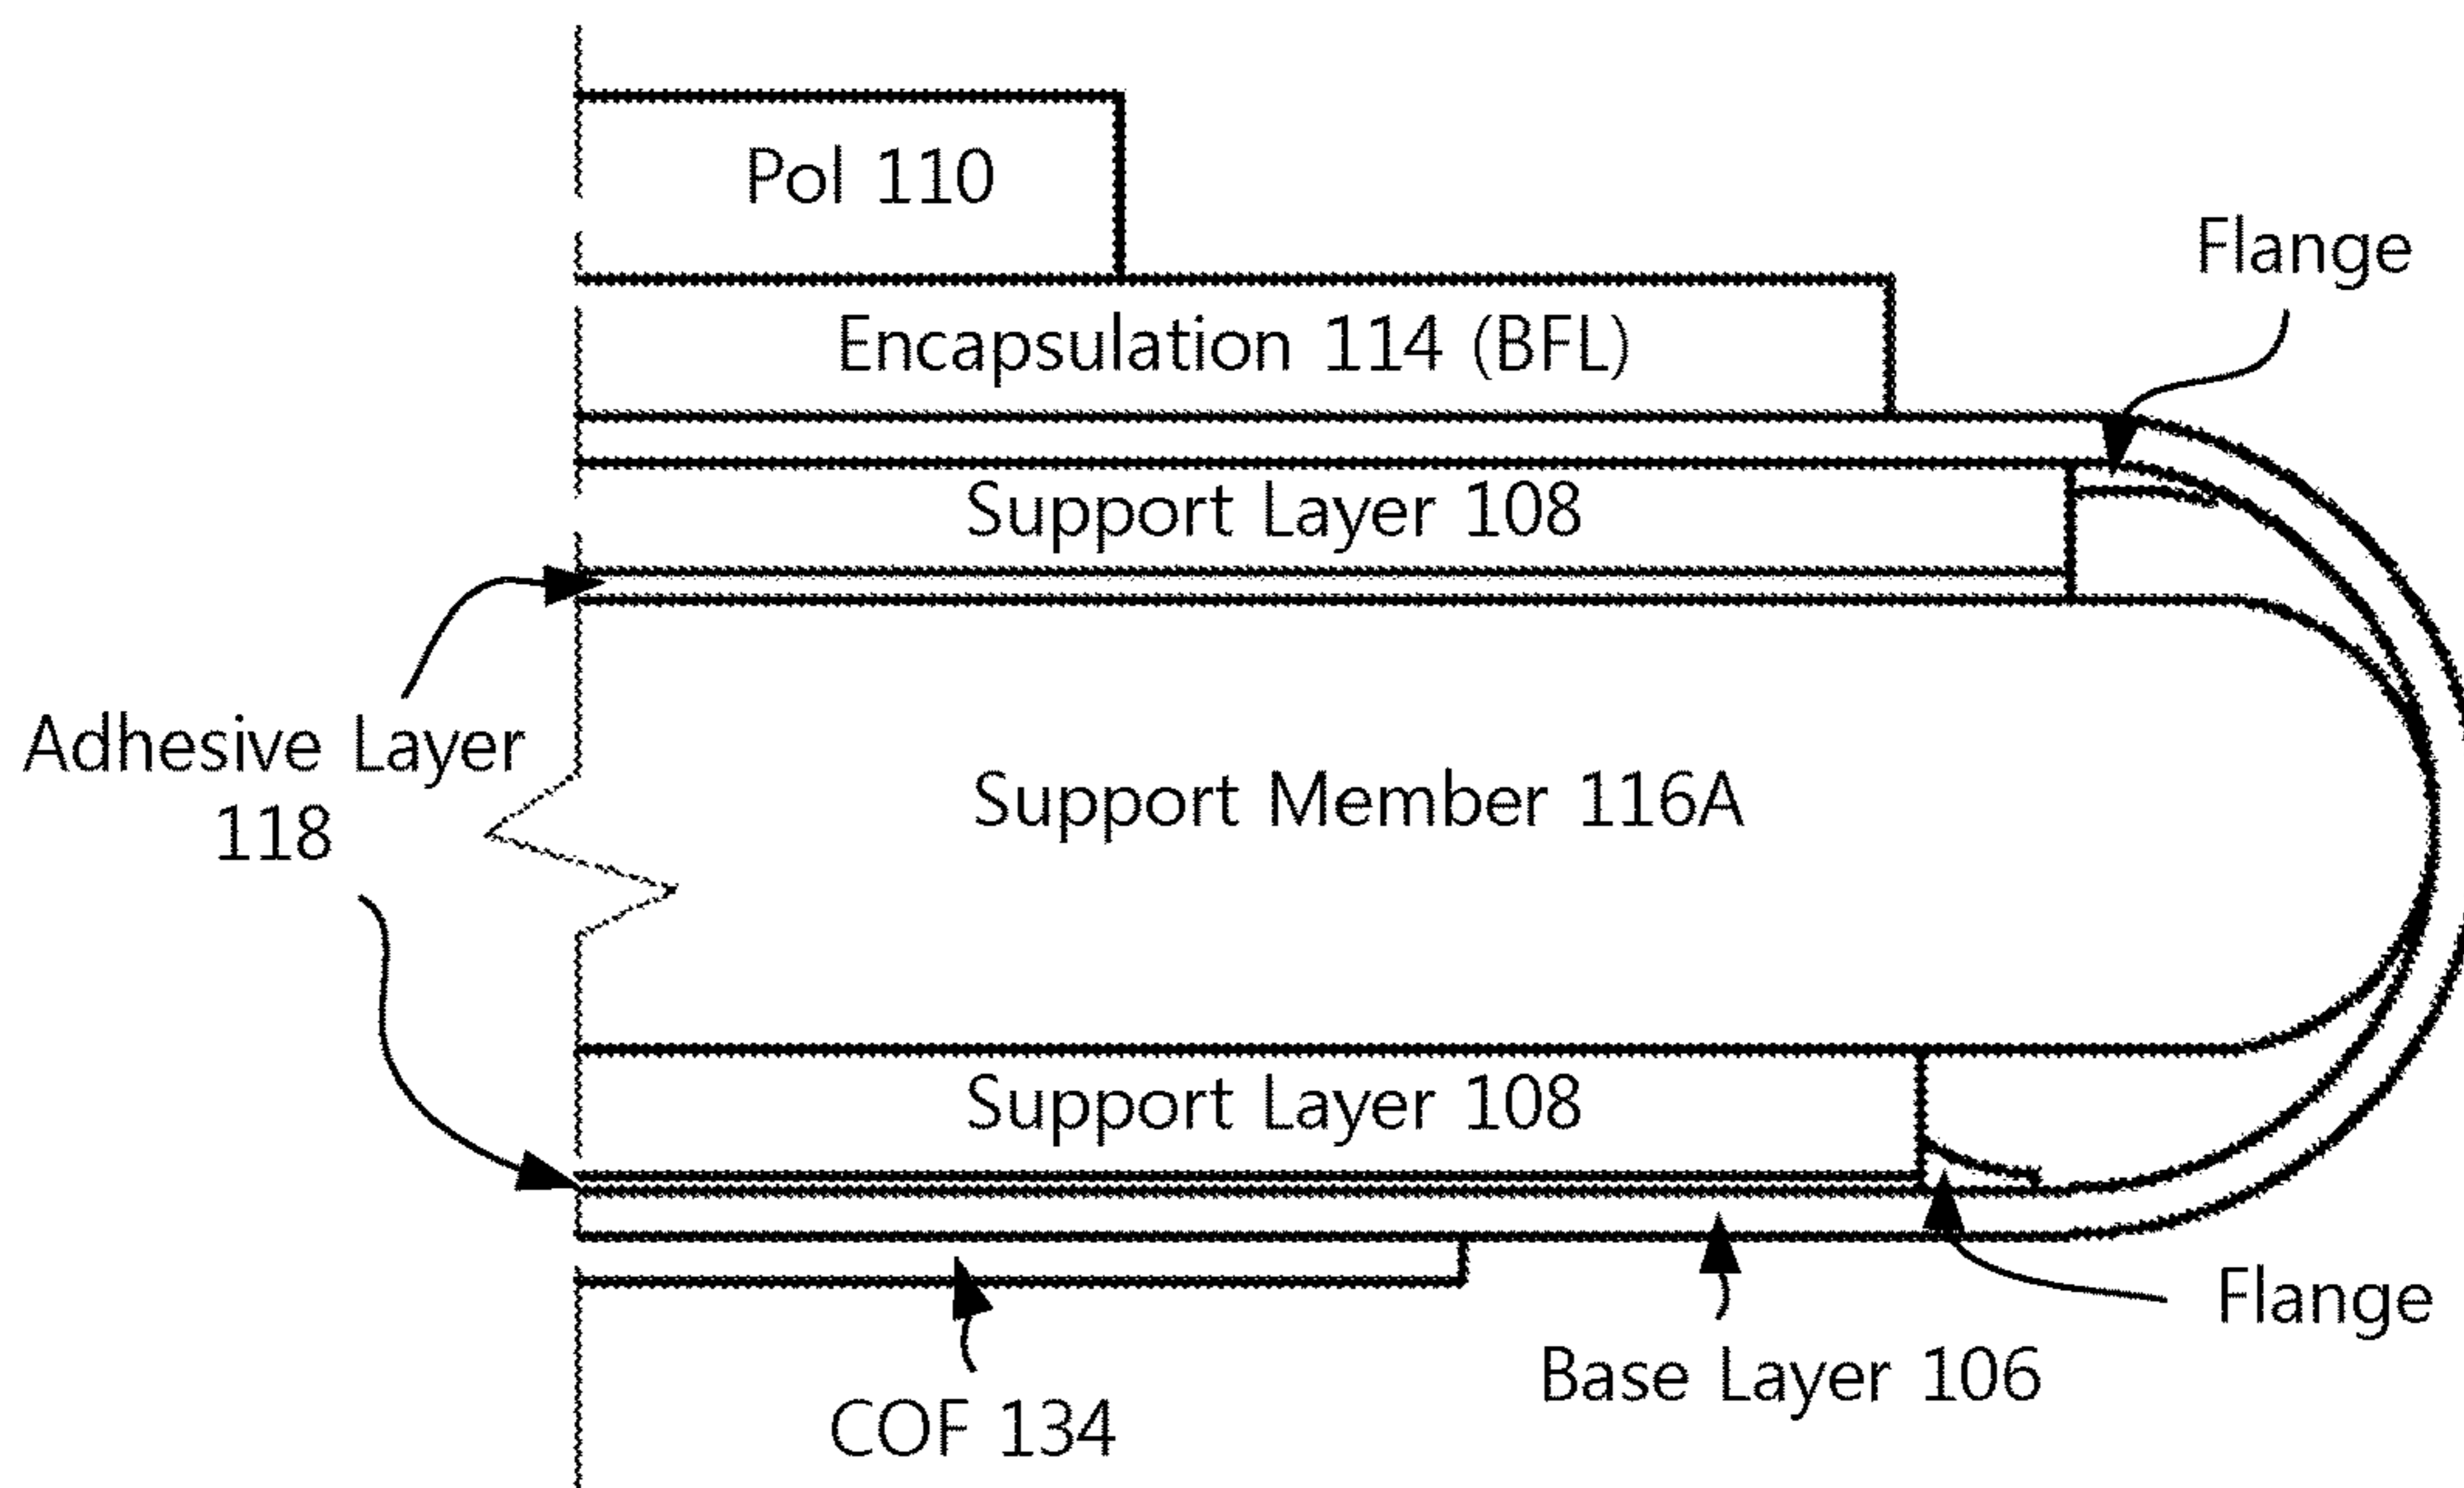 Pol 110
Flange
Encapsulation 114 (BFL)
Support Layer 108
Adhesive Layer
118
Support Member 116A
Support Layer 108
Flange
Base Layer 106
COF 134